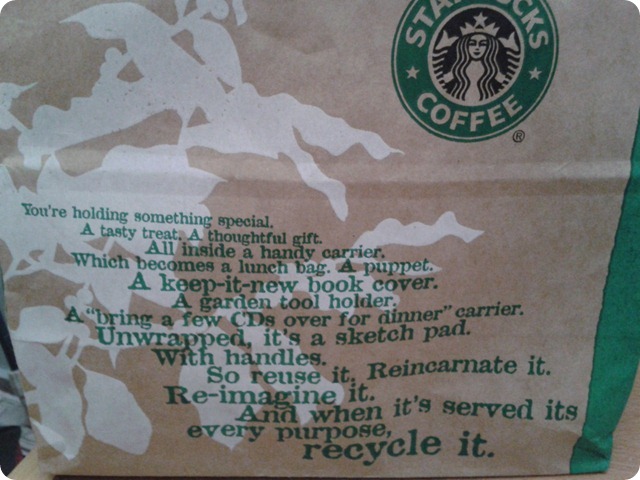 STARBUCKS
COFFEE
®
You're holding something special.
A tasty treat. A thoughtful gift.
All inside a handy carrier.
Which becomes a lunch bag. A puppet.
A keep-it-new book cover.
A garden tool holder.
A "bring a few CDs over for dinner" carrier.
Unwrapped, it's a sketch pad.
With handles.
So reuse it. Reincarnate it.
Re-imagine it.
And when it's served its
every purpose,
recycle it.